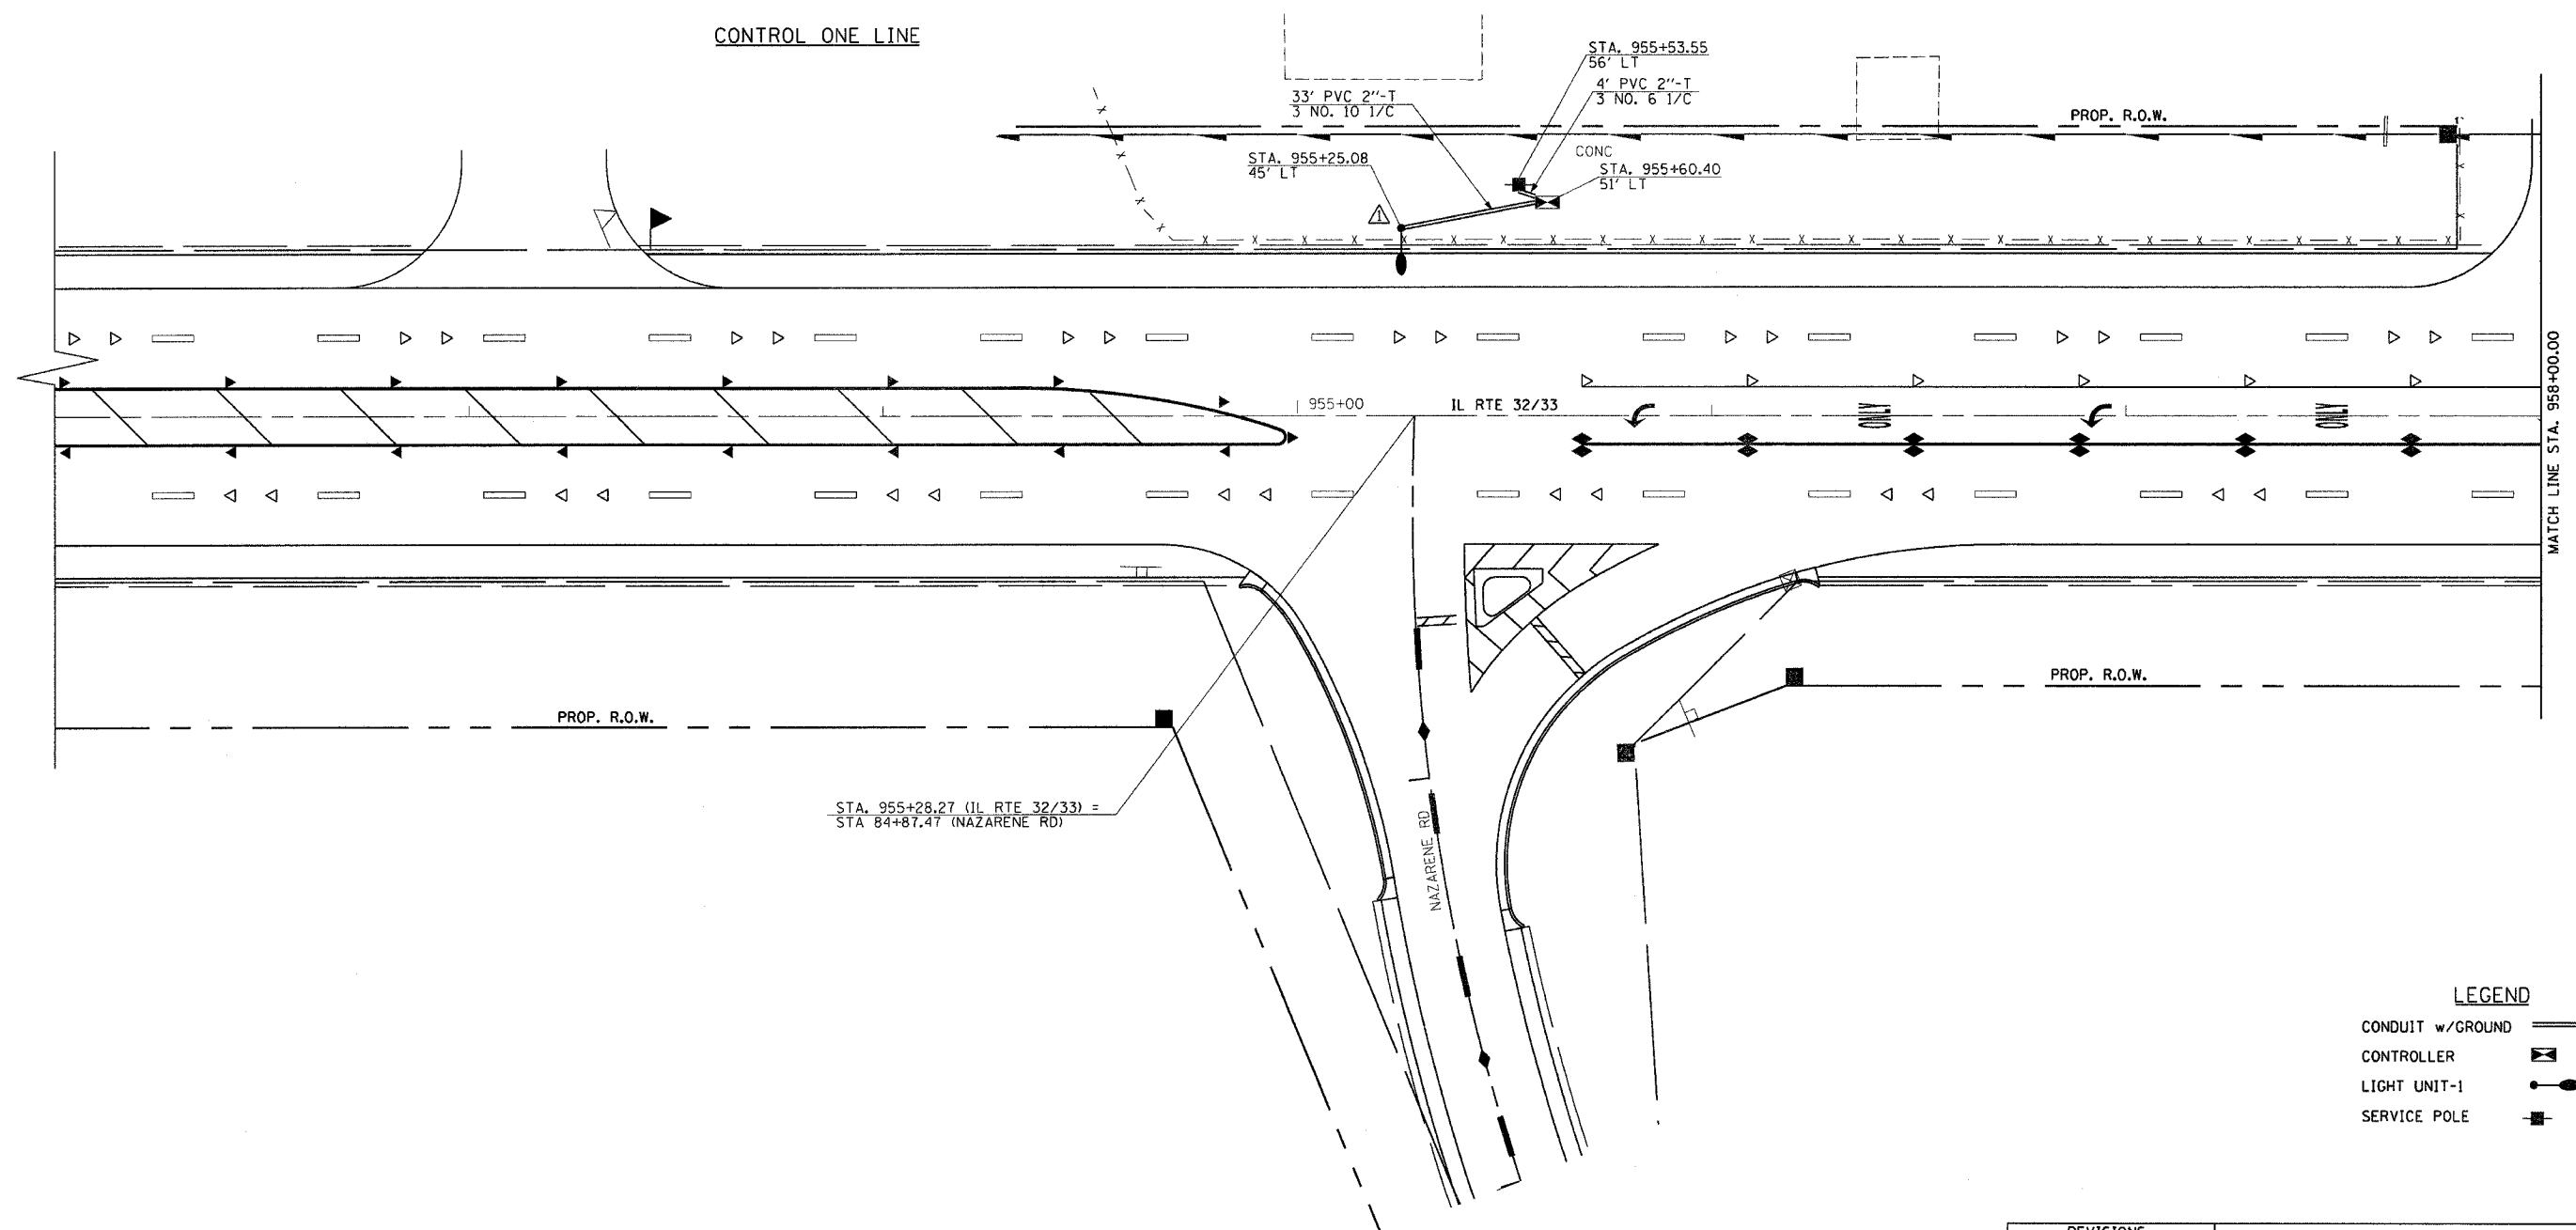 CONTROL ONE LINE
STA. 955+53.55
56' LT
4' PVC 2''-T
3 NO. 6 1/C
33' PVC 2''-T
3 NO. 10 1/C
PROP. R.O.W.
CONC
STA. 955+25.08
45' LT
STA. 955+60.40
51' LT
1
955+00
IL RTE 32/33
ONLY
ONLY
MATCH LINE STA. 958+00.00
PROP. R.O.W.
PROP. R.O.W.
STA. 955+28.27 (IL RTE 32/33) =
STA 84+87.47 (NAZARENE RD)
NAZARENE RD
LEGEND
CONDUIT w/GROUND
CONTROLLER
LIGHT UNIT-1
SERVICE POLE
REVISIONS